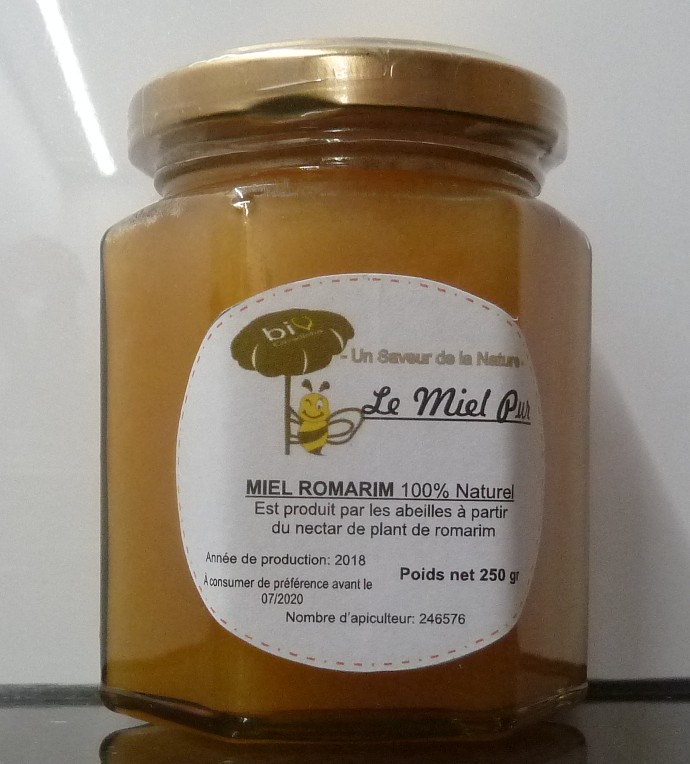 bio
- Un Saveur de la Nature -
Le Miel Pur
MIEL ROMARIM 100% Naturel
Est produit par les abeilles à partir
du nectar de plant de romarim
Année de production: 2018
Poids net 250 gr
À consumer de préférence avant le
07/2020
Nombre d'apiculteur: 246576